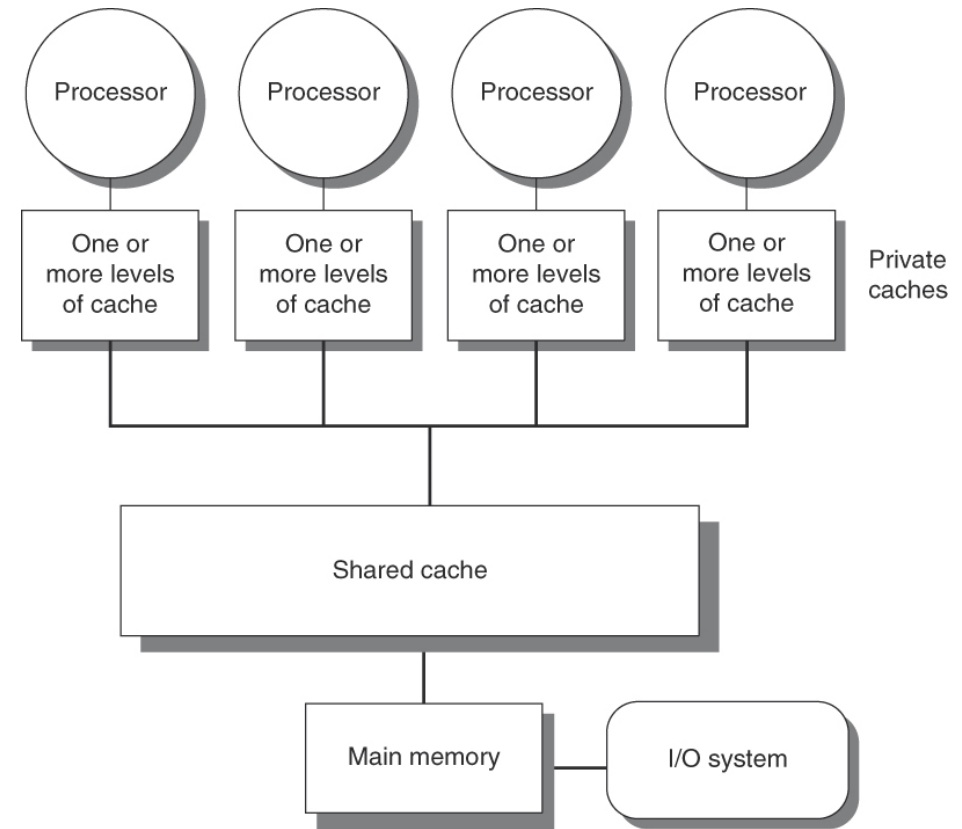 Processor
Processor
Processor
Processor
One or
more levels
of cache
One or
more levels
of cache
One or
more levels
of cache
One or
more levels
of cache
Private
caches
Shared cache
Main memory
I/O system